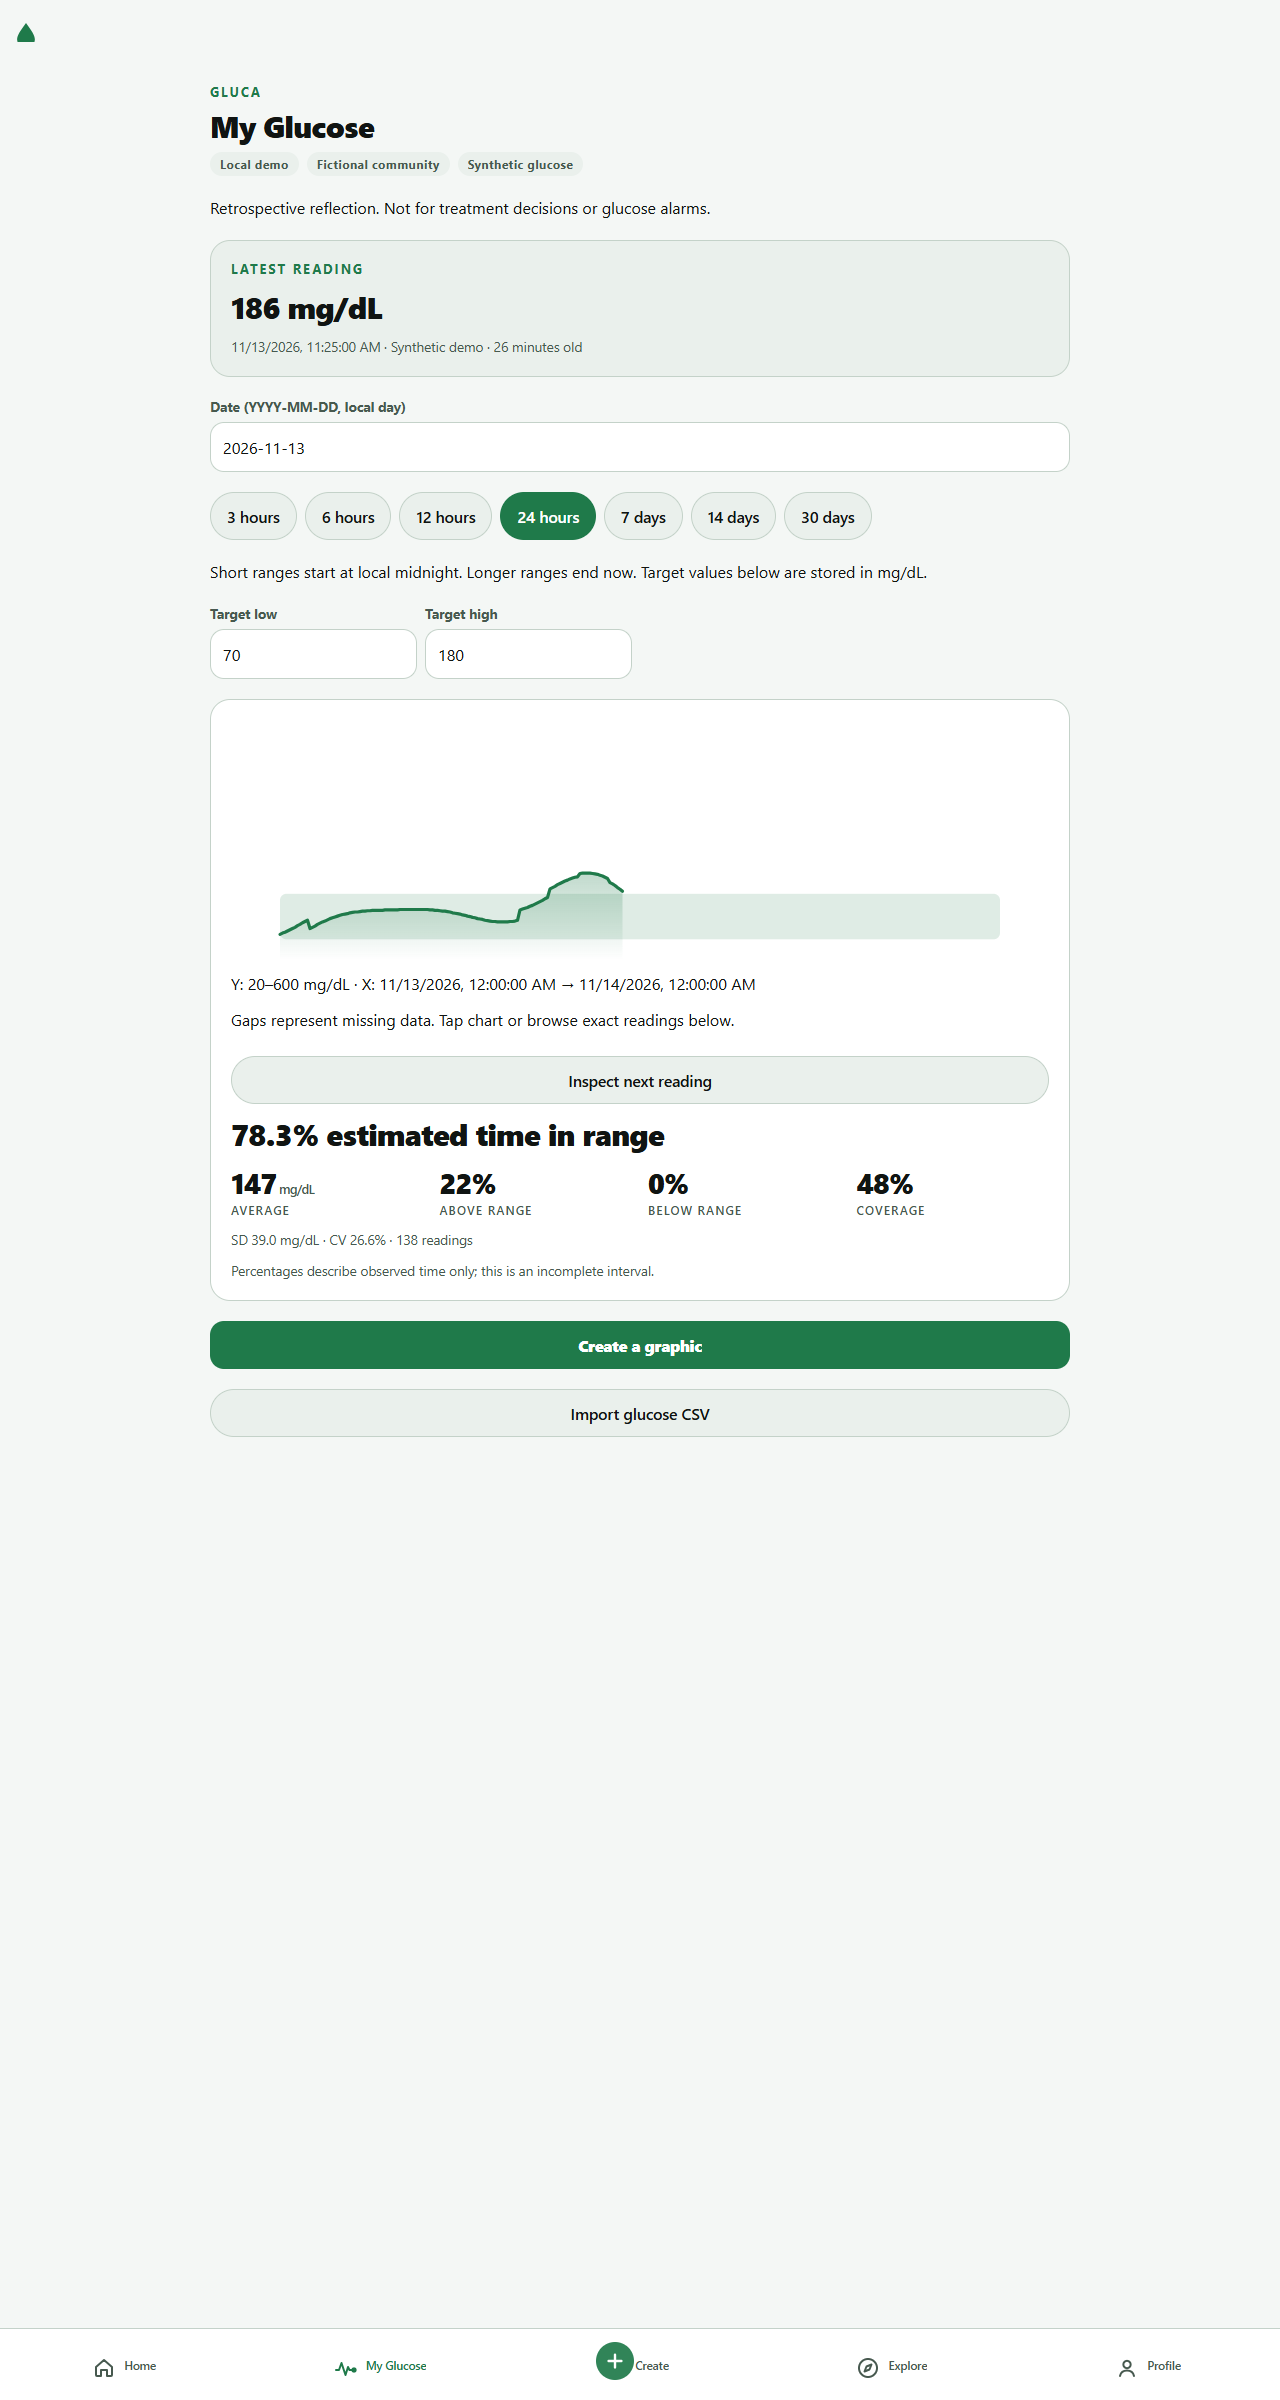 GLUCA
My Glucose
Local demo Fictional community Synthetic glucose
Retrospective reflection. Not for treatment decisions or glucose alarms.
LATEST READING
186 mg/dL
11/13/2026, 11:25:00 AM · Synthetic demo · 26 minutes old
Date (YYYY-MM-DD, local day)
2026-11-13
3 hours 6 hours 12 hours 24 hours 7 days 14 days 30 days
Short ranges start at local midnight. Longer ranges end now. Target values below are stored in mg/dL.
Target low Target high
70 180
Y: 20–600 mg/dL · X: 11/13/2026, 12:00:00 AM → 11/14/2026, 12:00:00 AM
Gaps represent missing data. Tap chart or browse exact readings below.
Inspect next reading
78.3% estimated time in range
147 mg/dL 22% 0% 48%
AVERAGE ABOVE RANGE BELOW RANGE COVERAGE
SD 39.0 mg/dL · CV 26.6% · 138 readings
Percentages describe observed time only; this is an incomplete interval.
Create a graphic
Import glucose CSV
Home My Glucose Create Explore Profile